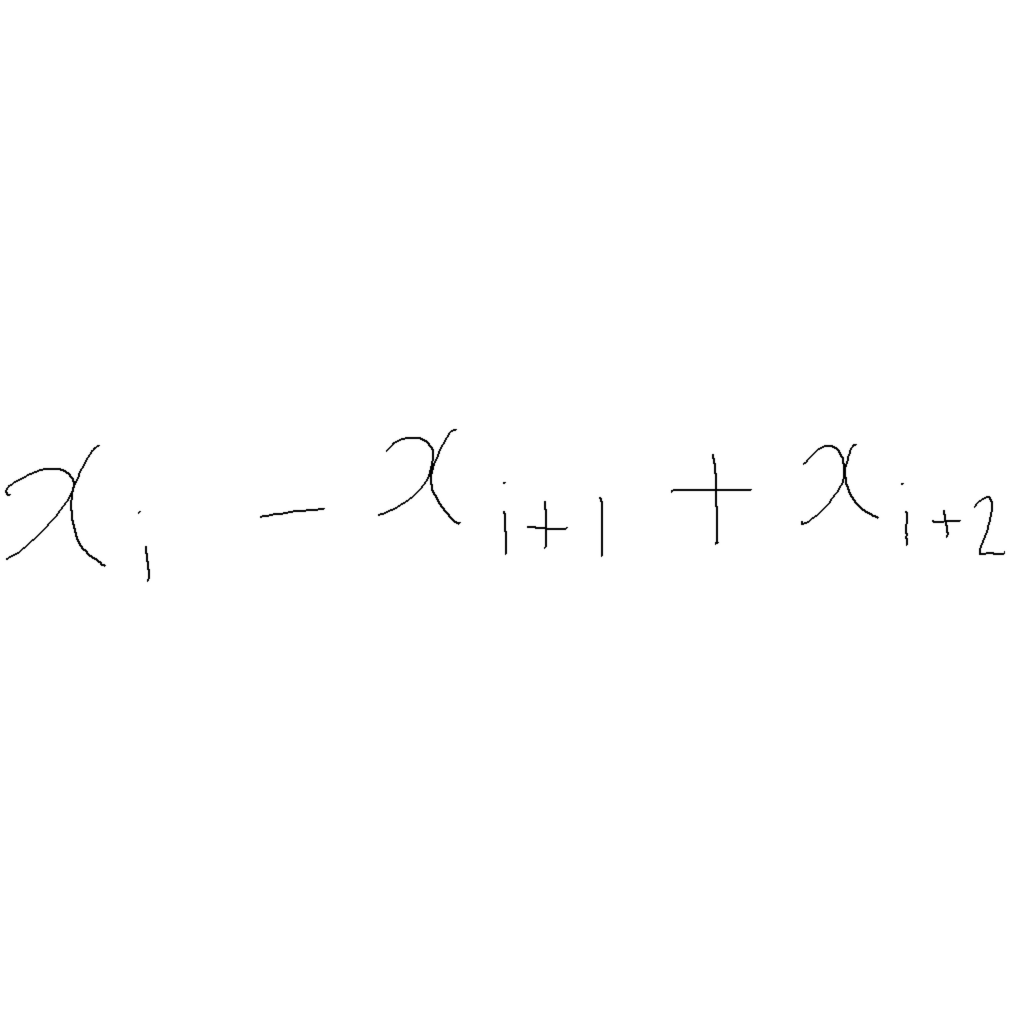 x_i - x_{i+1} + x_{i+2}